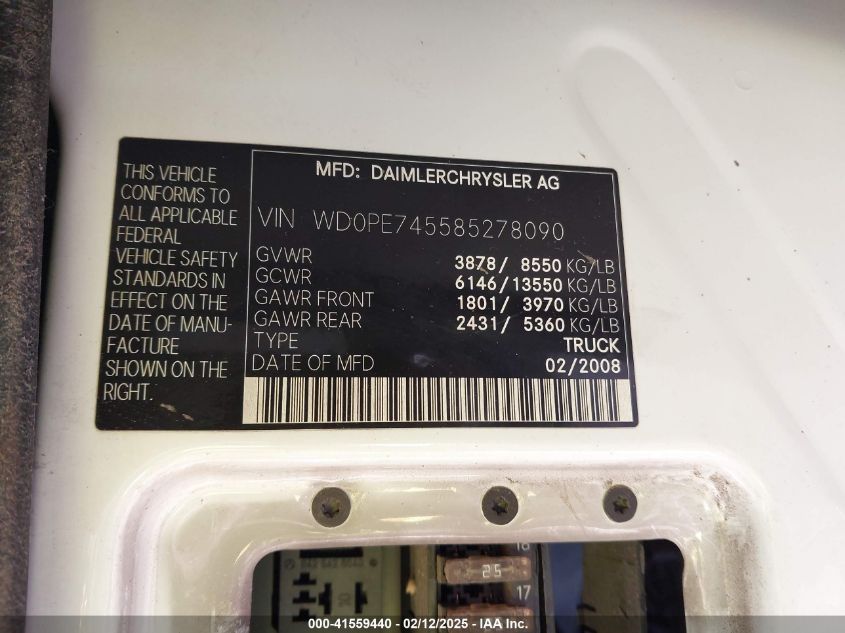 THIS VEHICLE
CONFORMS TO
ALL APPLICABLE
FEDERAL
VEHICLE SAFETY
STANDARDS IN
EFFECT ON THE
DATE OF MANU-
FACTURE
SHOWN ON THE
RIGHT.
MFD: DAIMLERCHRYSLER AG
VIN WD0PE745585278090
GVWR 3878/ 8550 KG/LB
GCWR 6146/13550 KG/LB
GAWR FRONT 1801/ 3970 KG/LB
GAWR REAR 2431/ 5360 KG/LB
TYPE TRUCK
DATE OF MFD 02/2008
16
25
17
000-41559440 - 02/12/2025 - IAA Inc.